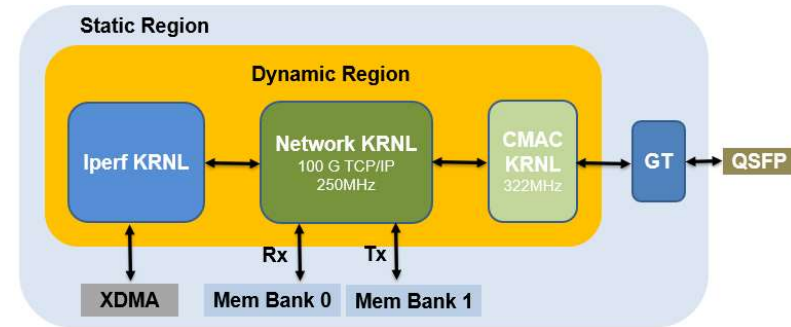 Static Region
Dynamic Region
Iperf KRNL
Network KRNL
100 G TCP/IP
250MHz
CMAC
KRNL
322MHz
GT
QSFP
Rx
Tx
XDMA
Mem Bank 0
Mem Bank 1